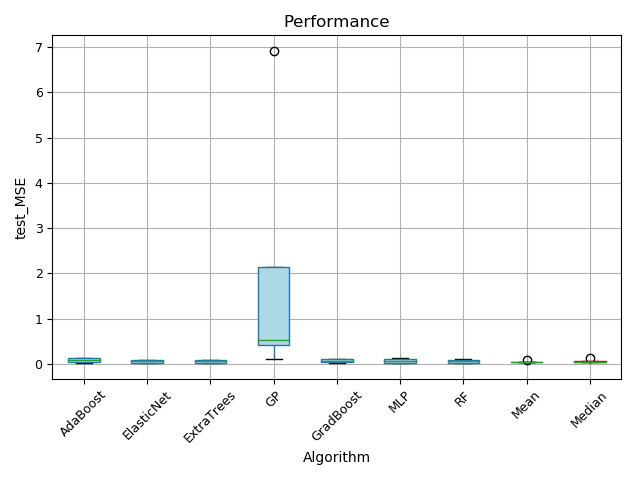 Performance
7
6
5
4
3
2
1
0
test_MSE
AdaBoost
ElasticNet
ExtraTrees
GP
GradBoost
MLP
RF
Mean
Median
Algorithm